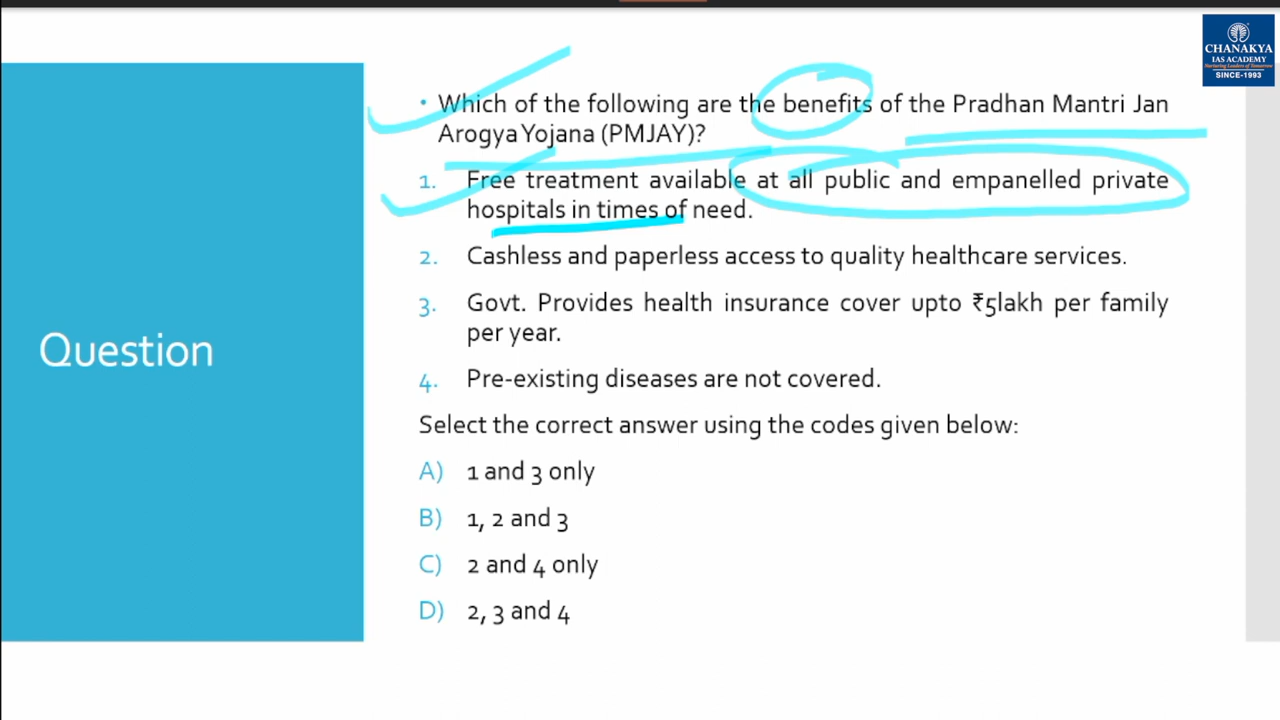 CHANAKYA
IAS ACADEMY
Nurturing Leaders of Tomorrow
SINCE-1993
Question
• Which of the following are the benefits of the Pradhan Mantri Jan
Arogya Yojana (PMJAY)?
1. Free treatment available at all public and empanelled private
hospitals in times of need.
2. Cashless and paperless access to quality healthcare services.
3. Govt. Provides health insurance cover upto ₹5lakh per family
per year.
4. Pre-existing diseases are not covered.
Select the correct answer using the codes given below:
A) 1 and 3 only
B) 1, 2 and 3
C) 2 and 4 only
D) 2, 3 and 4